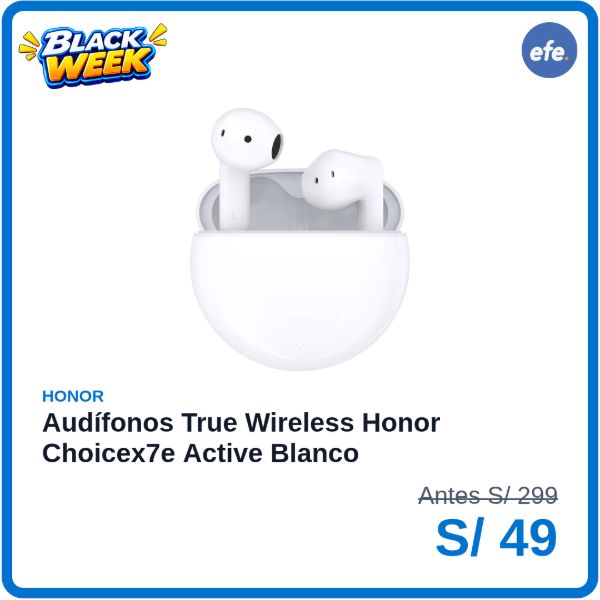 BLACK
WEEK
efe.
HONOR
Audífonos True Wireless Honor
Choicex7e Active Blanco
Antes S/ 299
S/ 49